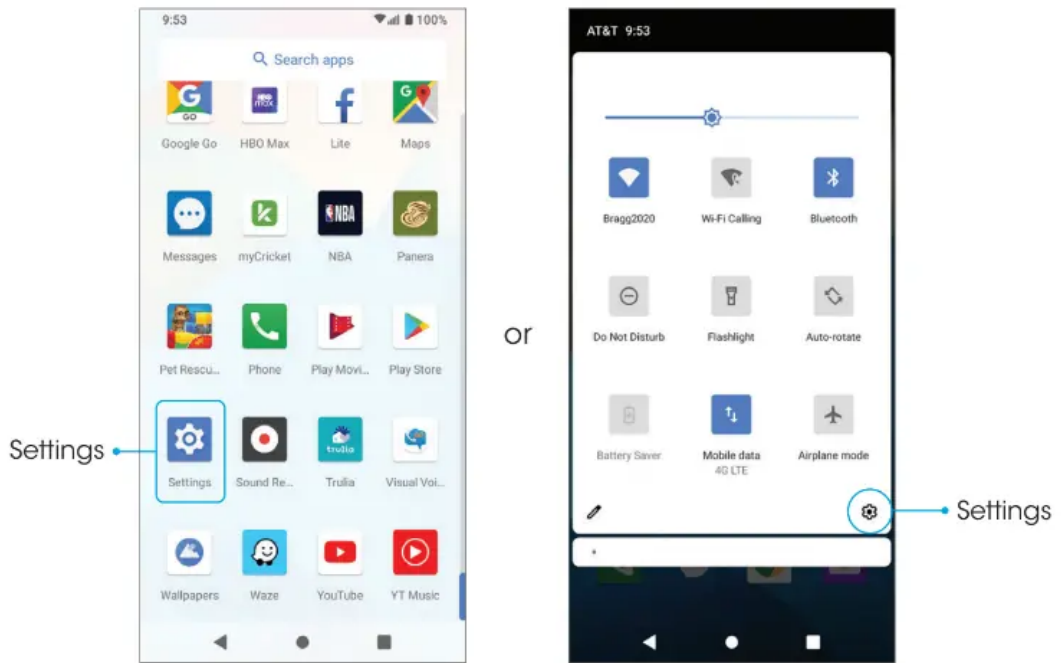 9:53
100%
Search apps
G
GO
HBO
max
f
G
Google Go
HBO Max
Lite
Maps
NBA
Messages
myCricket
NBA
Panera
Pet Rescu...
Phone
Play Movi...
Play Store
Settings
trulia
Settings
Sound Re...
Trulia
Visual Voi...
Wallpapers
Waze
YouTube
YT Music
or
AT&T 9:53
Bragg2020
Wi-Fi Calling
Bluetooth
Do Not Disturb
Flashlight
Auto-rotate
Battery Saver
Mobile data
4G LTE
Airplane mode
Settings